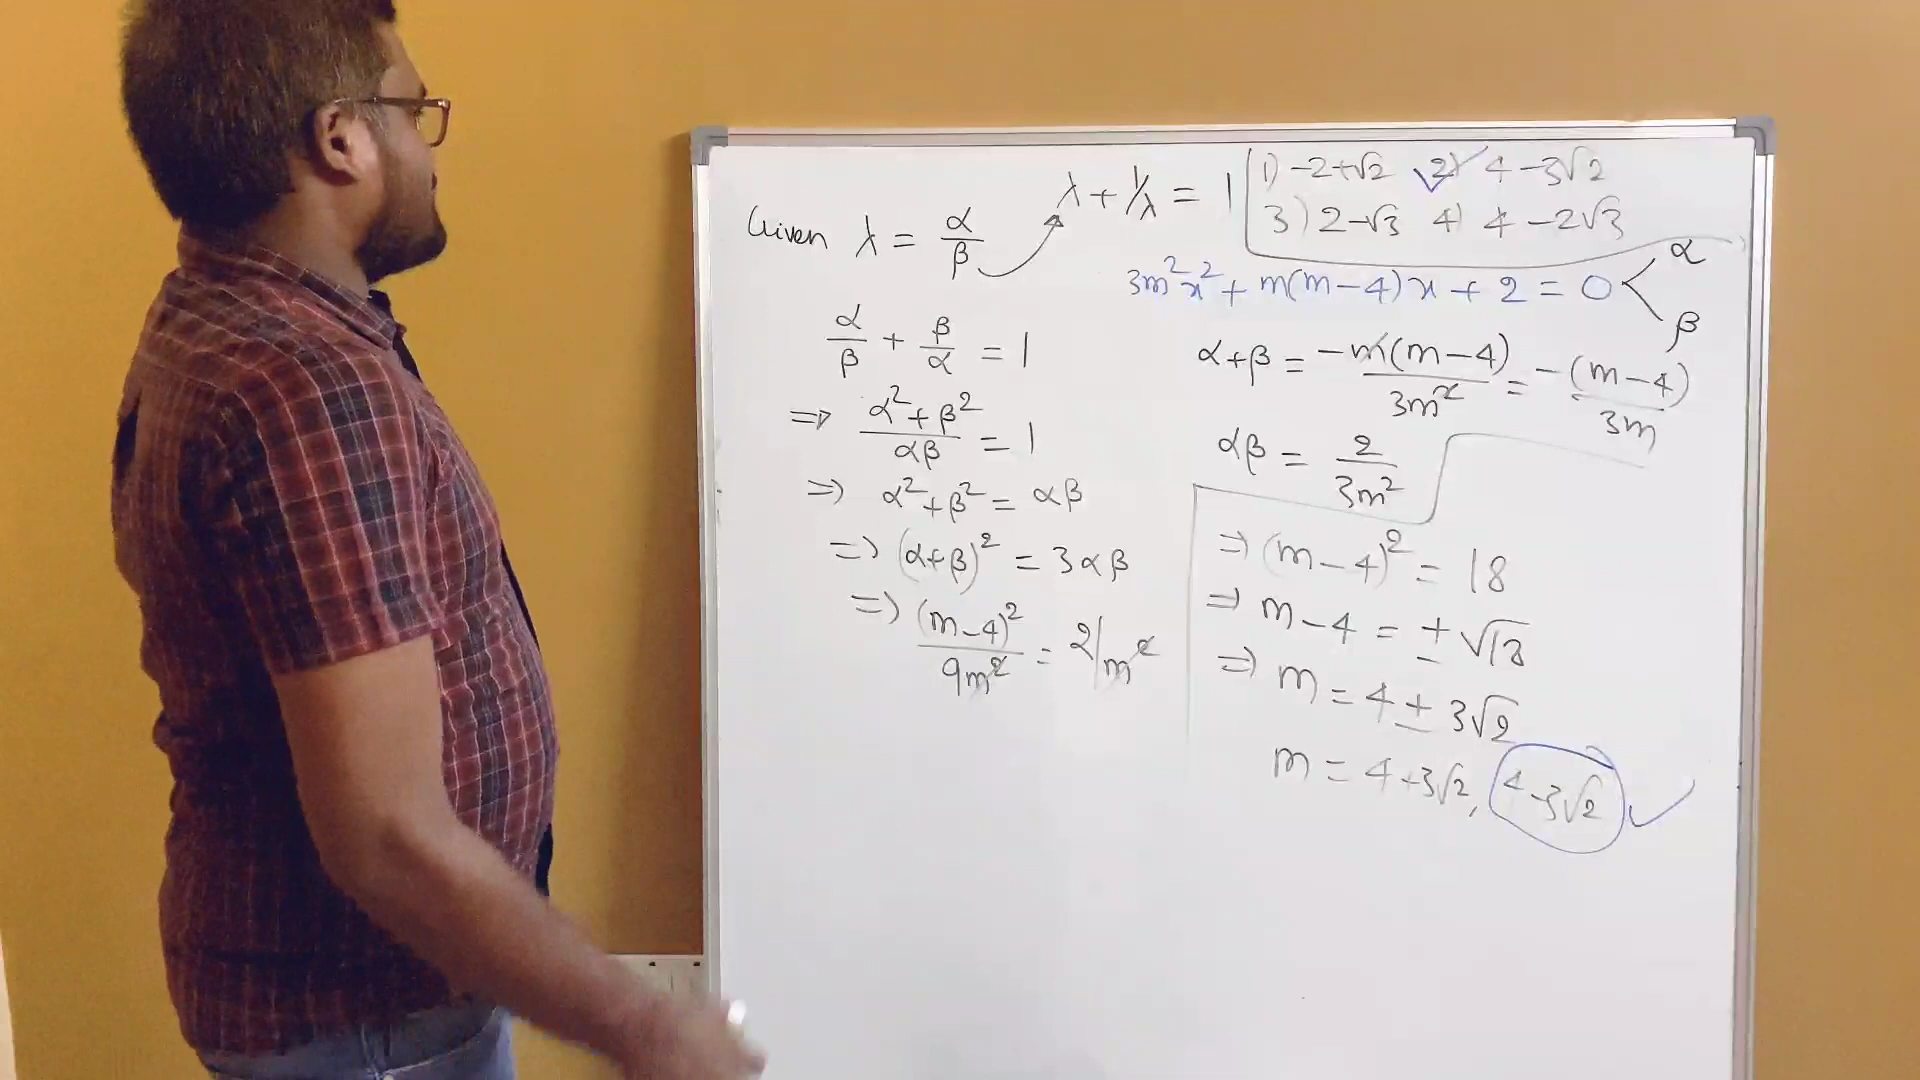 λ + 1/λ = 1
1) -2+√2 2) 4-3√2
3) 2-√3 4) 4-2√3
Given λ = α/β
3m²x² + m(m-4)x + 2 = 0 < α β
α/β + β/α = 1
⇒ (α²+β²)/(αβ) = 1
⇒ α²+β² = αβ
⇒ (α+β)² = 3αβ
⇒ (m-4)²/9m² = 2/m²
α+β = -m(m-4)/3m² = -(m-4)/3m
αβ = 2/3m²
⇒ (m-4)² = 18
⇒ m-4 = ±√18
⇒ m = 4 ± 3√2
m = 4+3√2, 4-3√2